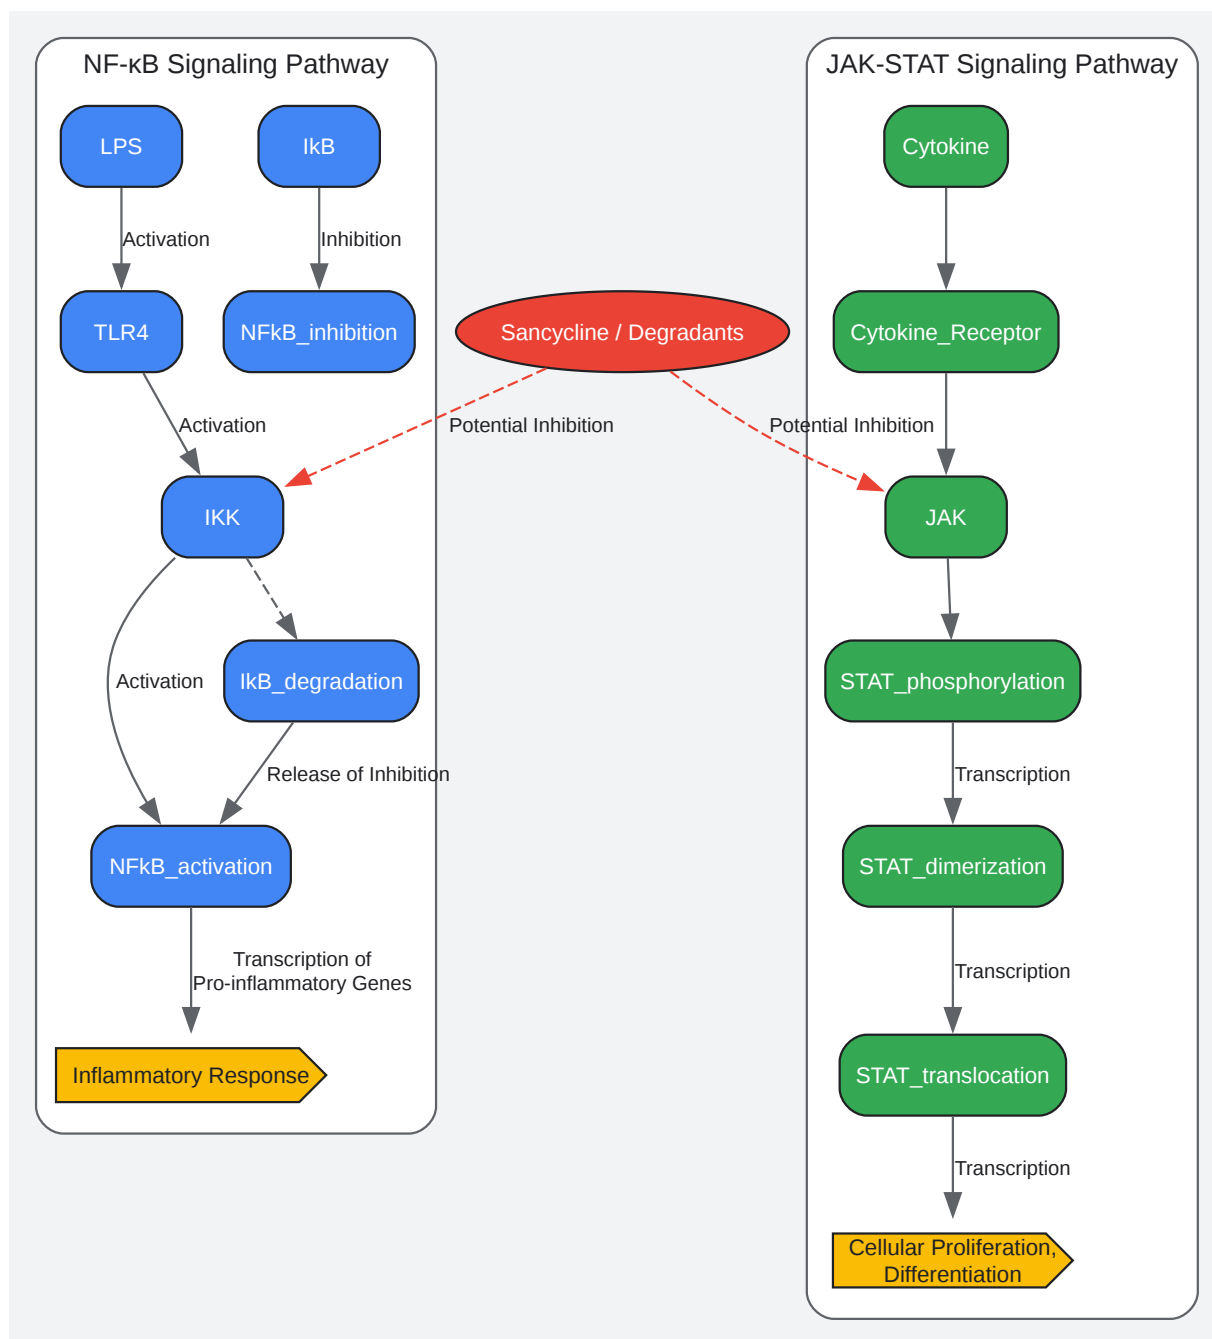 NF-κB Signaling Pathway
LPS
IkB
Activation
Inhibition
TLR4
NFkB_inhibition
Activation
IKK
Activation
IkB_degradation
Release of Inhibition
NFkB_activation
Transcription of
Pro-inflammatory Genes
Inflammatory Response
Sancycline / Degradants
Potential Inhibition
Potential Inhibition
JAK-STAT Signaling Pathway
Cytokine
Cytokine_Receptor
JAK
STAT_phosphorylation
Transcription
STAT_dimerization
Transcription
STAT_translocation
Transcription
Cellular Proliferation,
Differentiation